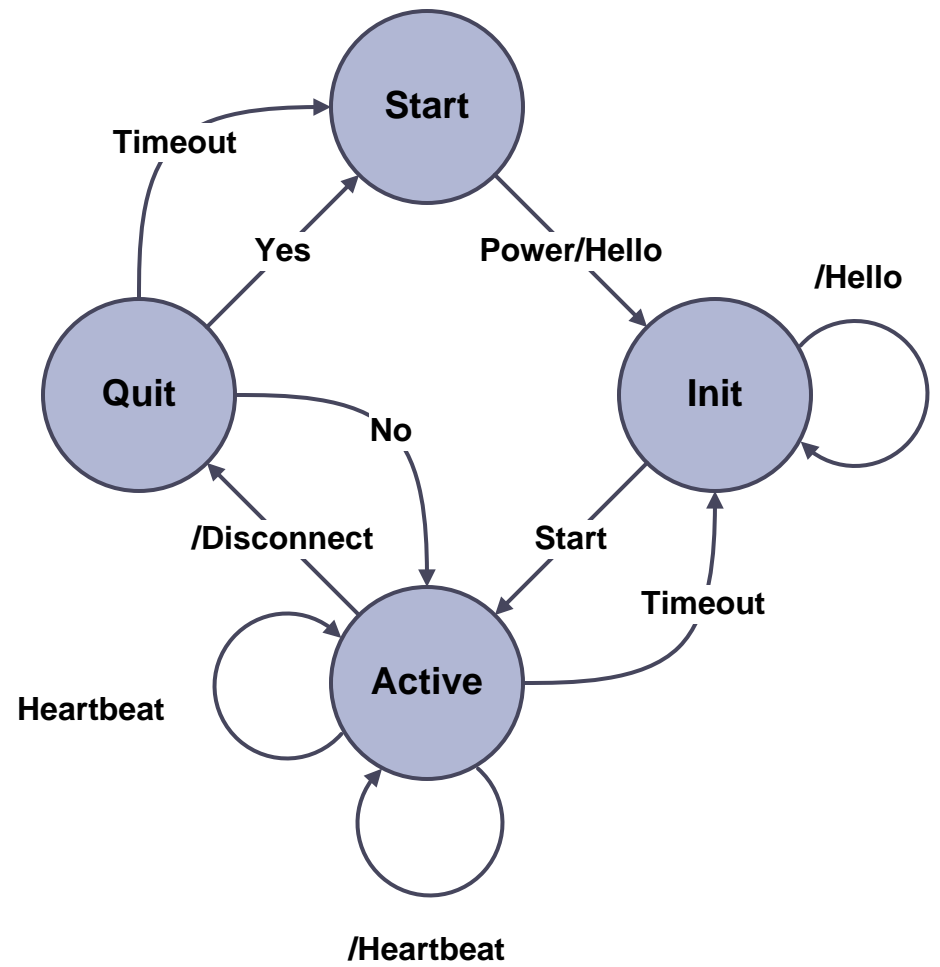 Start
Timeout
Yes
Power/Hello
/Hello
Quit
Init
No
/Disconnect
Start
Timeout
Active
Heartbeat
/Heartbeat